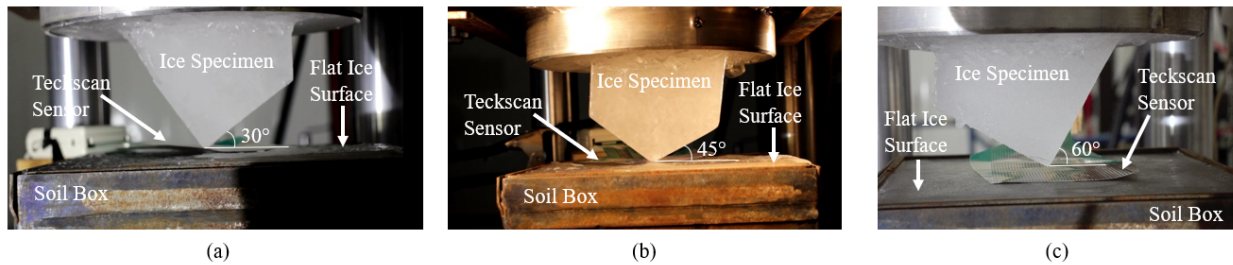 Ice Specimen
Teckscan
Sensor
Flat Ice
Surface
30°
Soil Box
(a)
Ice Specimen
Teckscan
Sensor
Flat Ice
Surface
45°
Soil Box
(b)
Ice Specimen
Teckscan
Sensor
Flat Ice
Surface
60°
Soil Box
(c)